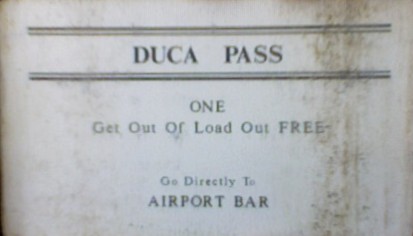 DUCA PASS
ONE
Get Out Of Load Out FREE
Go Directly To
AIRPORT BAR